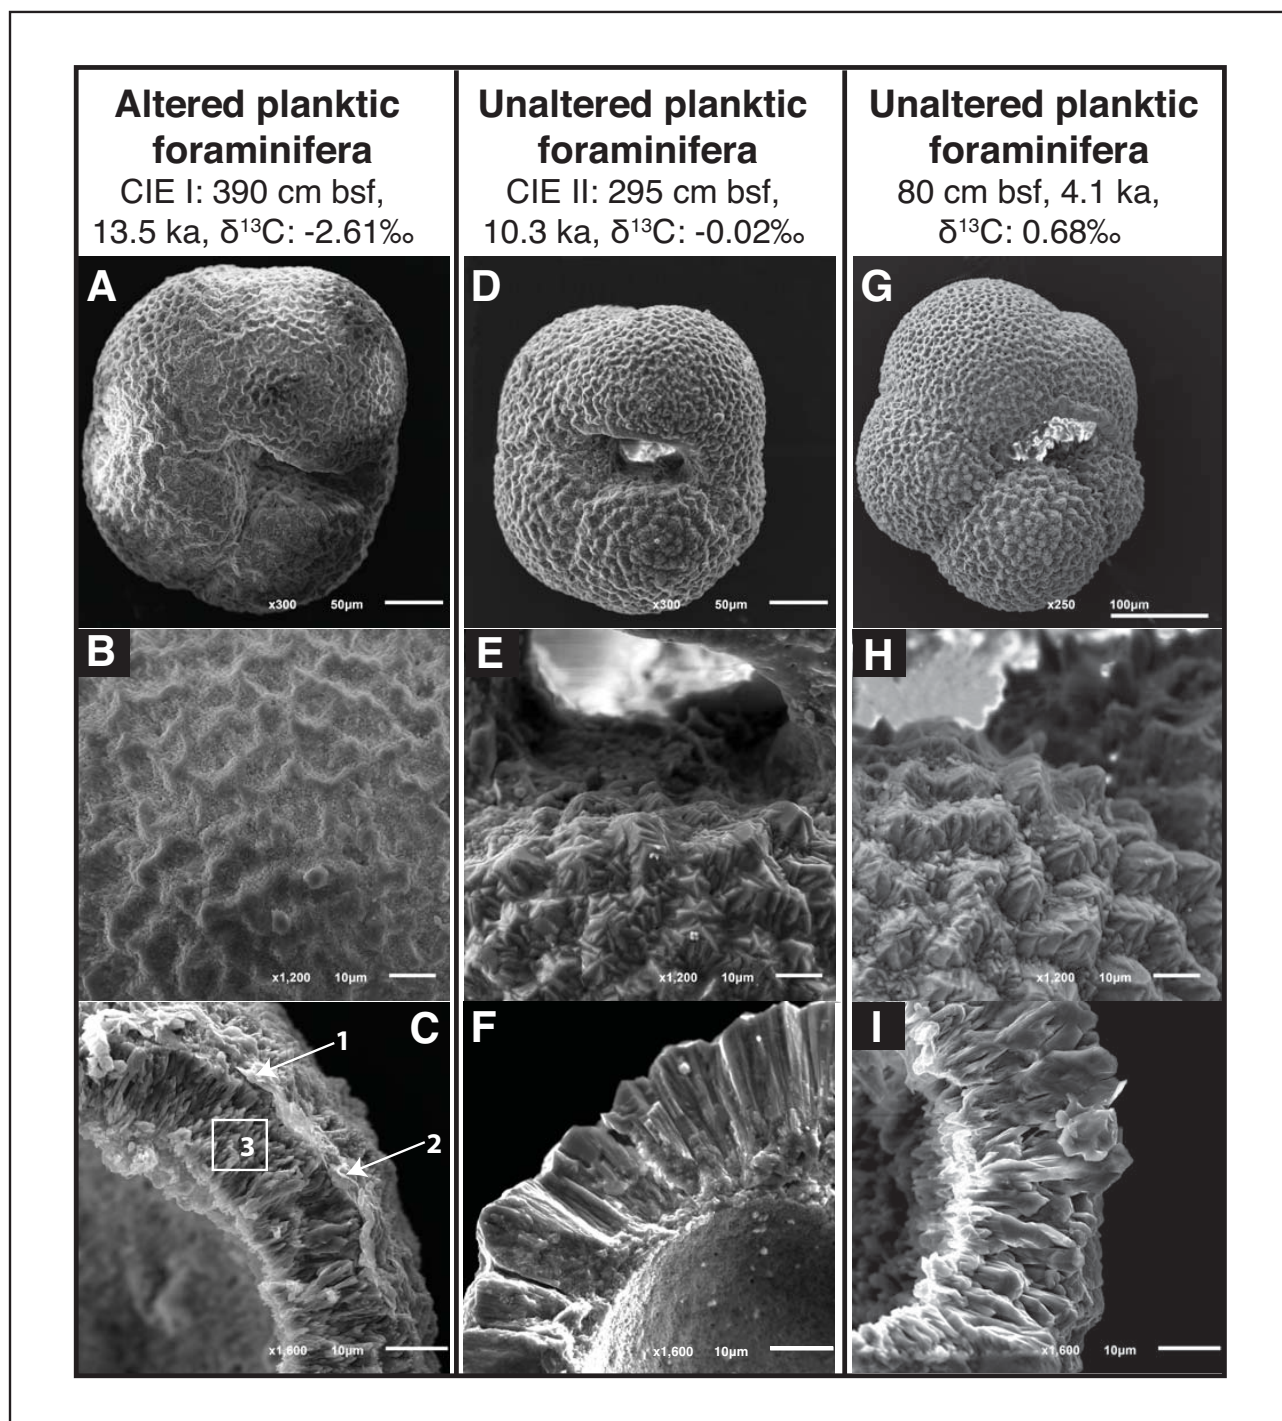 Altered planktic
foraminifera
CIE I: 390 cm bsf,
13.5 ka, δ¹³C: -2.61‰
Unaltered planktic
foraminifera
CIE II: 295 cm bsf,
10.3 ka, δ¹³C: -0.02‰
Unaltered planktic
foraminifera
80 cm bsf, 4.1 ka,
δ¹³C: 0.68‰
A
x300 50µm
D
x300 50µm
G
x250 100µm
B
x1,200 10µm
E
x1,200 10µm
H
x1,200 10µm
C
1
2
3
x1,600 10µm
F
x1,600 10µm
I
x1,600 10µm